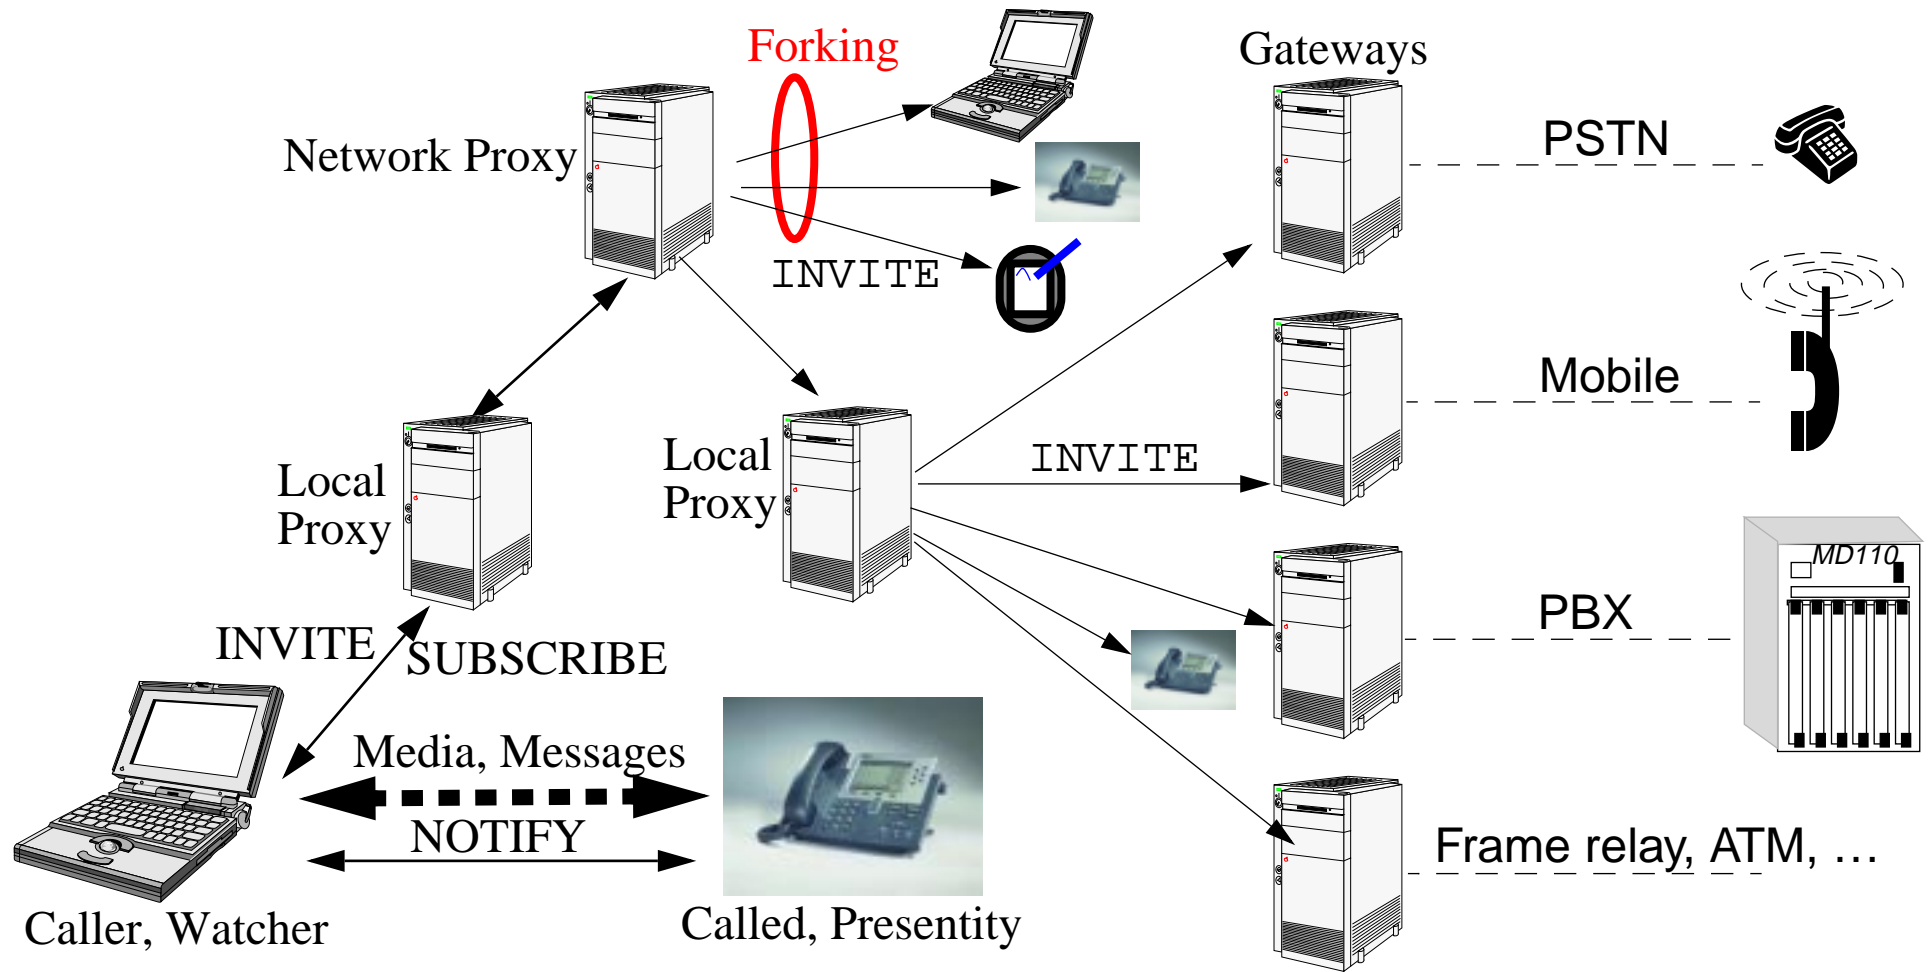 Forking
Gateways
Network Proxy
PSTN
INVITE
Mobile
Local
Proxy
Local
Proxy
INVITE
MD110
PBX
INVITE
SUBSCRIBE
Media, Messages
NOTIFY
Frame relay, ATM, …
Caller, Watcher
Called, Presentity